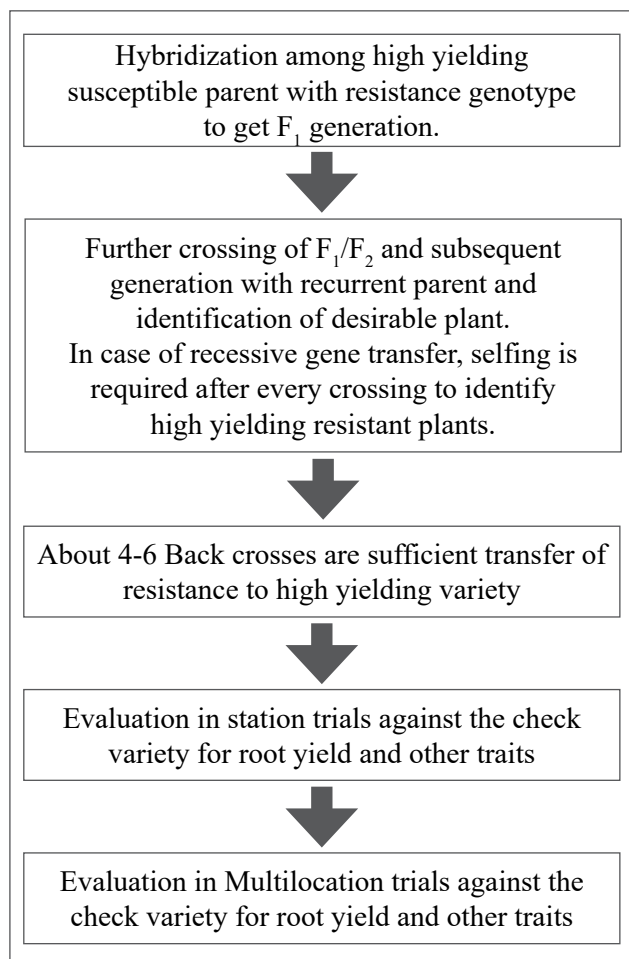 Hybridization among high yielding
susceptible parent with resistance genotype
to get F₁ generation.
Further crossing of F₁/F₂ and subsequent
generation with recurrent parent and
identification of desirable plant.
In case of recessive gene transfer, selfing is
required after every crossing to identify
high yielding resistant plants.
About 4-6 Back crosses are sufficient transfer of
resistance to high yielding variety
Evaluation in station trials against the check
variety for root yield and other traits
Evaluation in Multilocation trials against the
check variety for root yield and other traits